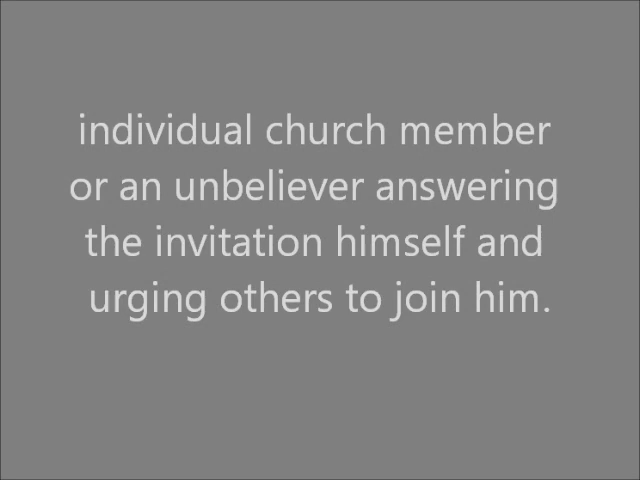 individual church member
or an unbeliever answering
the invitation himself and
urging others to join him.